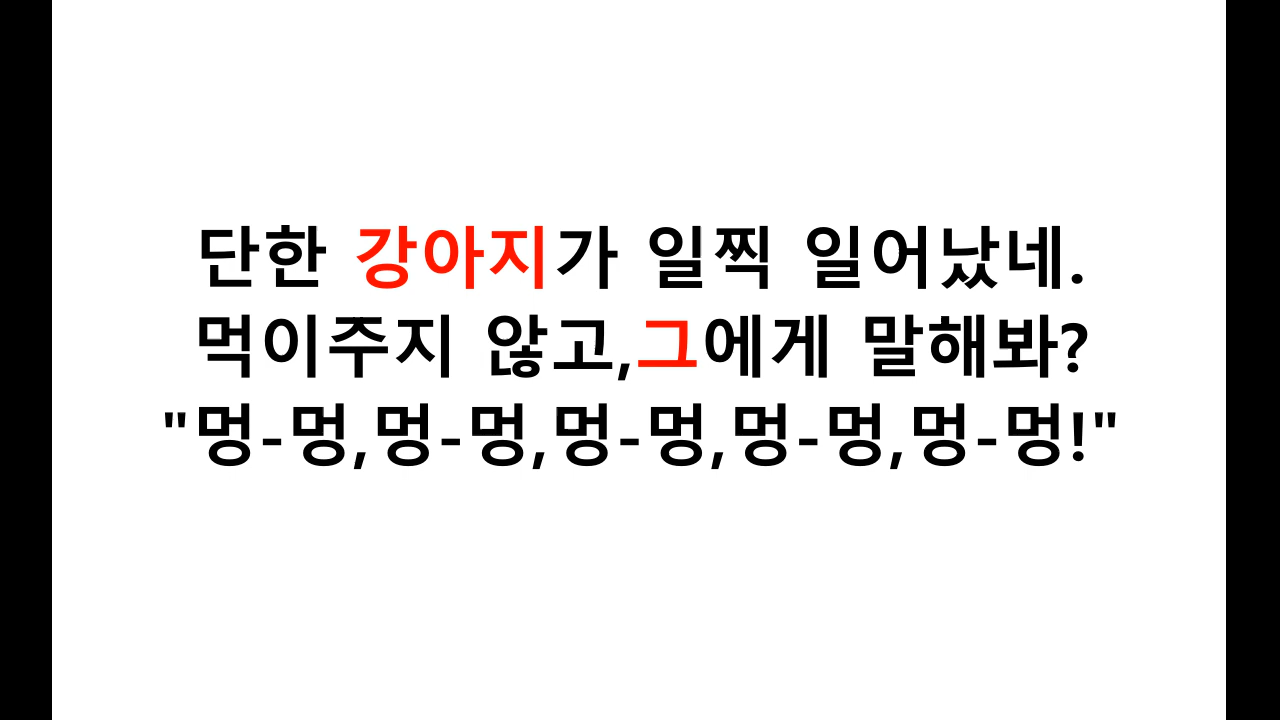 단한 강아지가 일찍 일어났네.
먹이주지 않고,그에게 말해봐?
"멍-멍,멍-멍,멍-멍,멍-멍,멍-멍!"